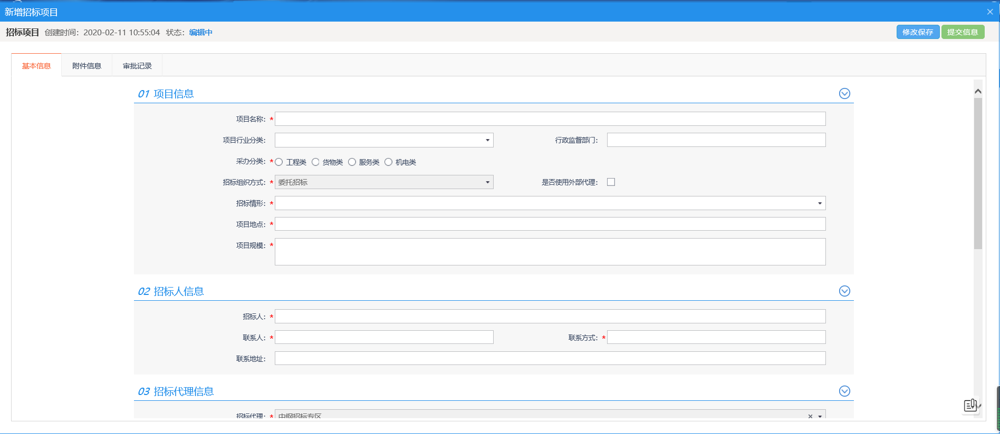 新增招标项目
招标项目 创建时间：2020-02-11 10:55:04 状态：编辑中 修改保存 提交信息
基本信息 附件信息 审批记录
01 项目信息
项目名称：*
项目行业分类： 行政监督部门：
采办分类：* 工程类 货物类 服务类 机电类
招标组织方式：* 委托招标 是否使用外部代理：
招标情形：*
项目地点：*
项目规模：*
02 招标人信息
招标人：*
联系人：* 联系方式：*
联系地址：
03 招标代理信息
招标代理：* 中钢招标专区